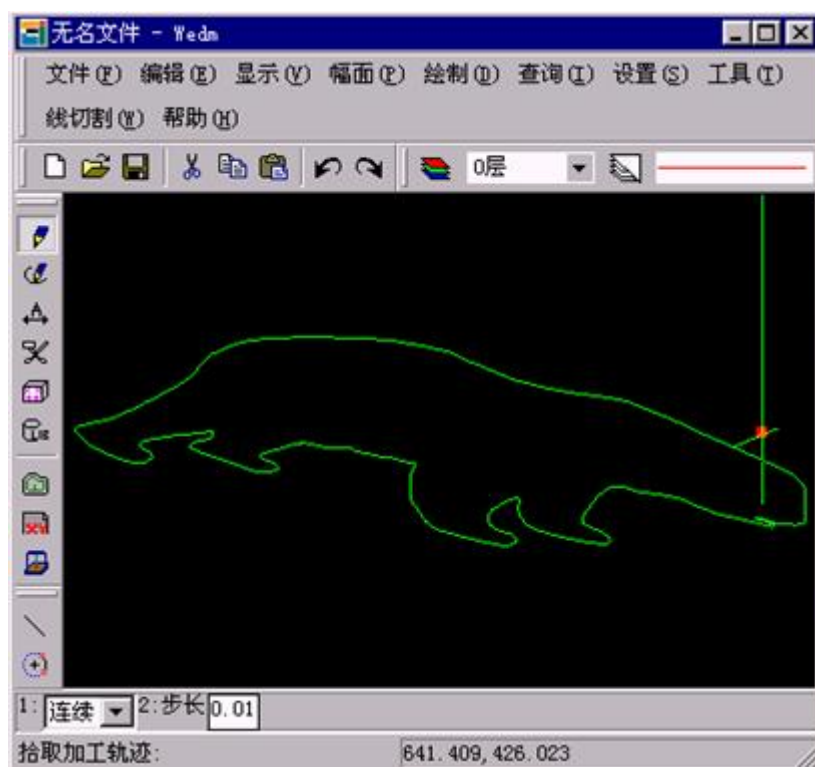 无名文件 - Wedm
文件(F) 编辑(E) 显示(V) 幅面(P) 绘制(D) 查询(I) 设置(S) 工具(T)
线切割(W) 帮助(H)
0层
1: 连续 2:步长 0.01
拾取加工轨迹: 641.409,426.023